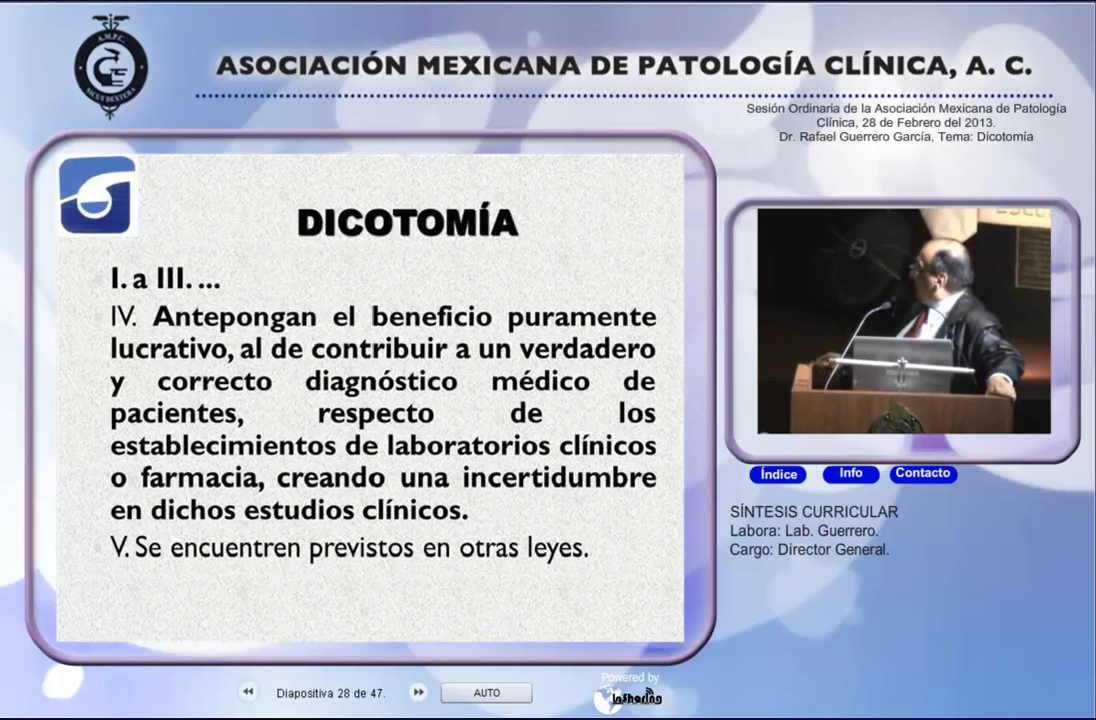 A.M.P.C.
SICUT DEXTERA
ASOCIACIÓN MEXICANA DE PATOLOGÍA CLÍNICA, A. C.
Sesión Ordinaria de la Asociación Mexicana de Patología
Clínica, 28 de Febrero del 2013.
Dr. Rafael Guerrero García, Tema: Dicotomía
DICOTOMÍA
I. a III. ...
IV. Antepongan el beneficio puramente
lucrativo, al de contribuir a un verdadero
y correcto diagnóstico médico de
pacientes, respecto de los
establecimientos de laboratorios clínicos
o farmacia, creando una incertidumbre
en dichos estudios clínicos.
V. Se encuentren previstos en otras leyes.
Índice
Info
Contacto
SÍNTESIS CURRICULAR
Labora: Lab. Guerrero.
Cargo: Director General.
Diapositiva 28 de 47.
AUTO
Powered by
InSharing